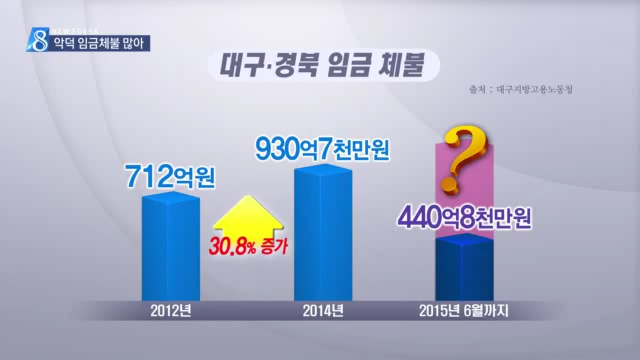 NEWSDESK
8 악덕 임금체불 많아
대구·경북 임금 체불
출처 : 대구지방고용노동청
712억원
930억7천만원
?
440억8천만원
30.8% 증가
2012년
2014년
2015년 6월까지